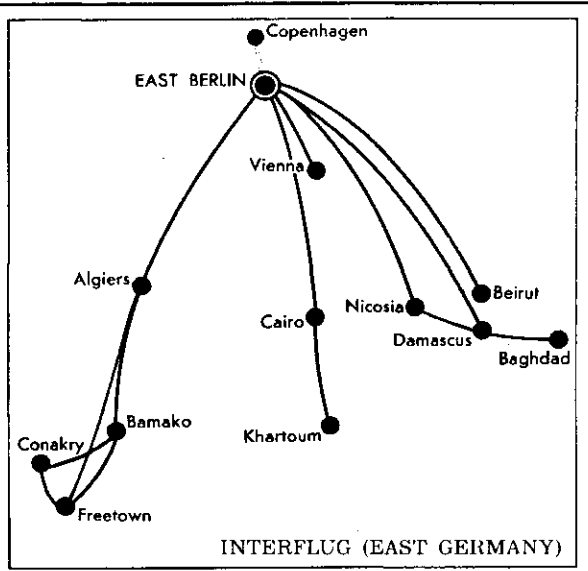 Copenhagen
EAST BERLIN
Vienna
Algiers
Nicosia
Beirut
Cairo
Damascus
Baghdad
Bamako
Khartoum
Conakry
Freetown
INTERFLUG (EAST GERMANY)